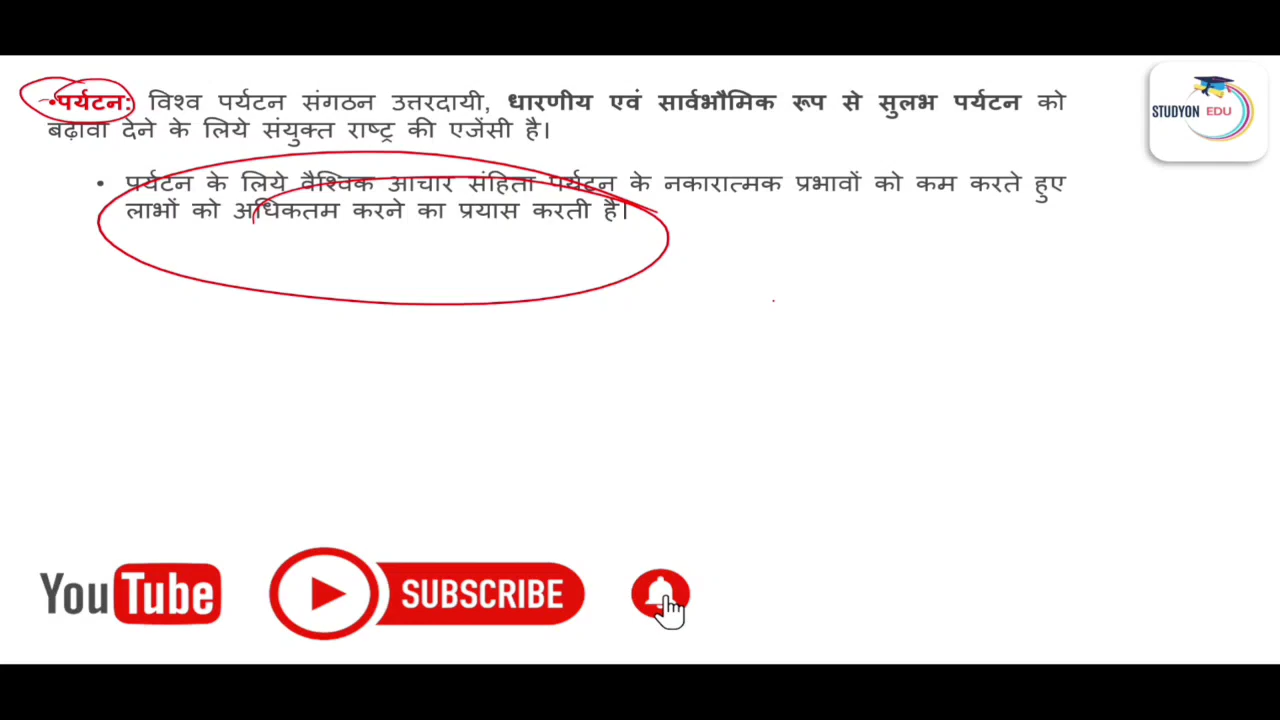 •पर्यटन: विश्व पर्यटन संगठन उत्तरदायी, धारणीय एवं सार्वभौमिक रूप से सुलभ पर्यटन को
बढ़ावा देने के लिये संयुक्त राष्ट्र की एजेंसी है।
• पर्यटन के लिये वैश्विक आचार संहिता पर्यटन के नकारात्मक प्रभावों को कम करते हुए
लाभों को अधिकतम करने का प्रयास करती है।
STUDYON EDU
YouTube
SUBSCRIBE